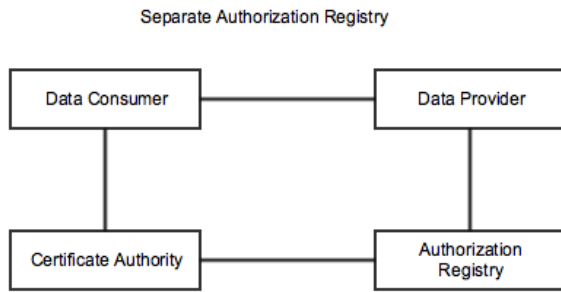 Separate Authorization Registry
Data Consumer
Data Provider
Certificate Authority
Authorization
Registry